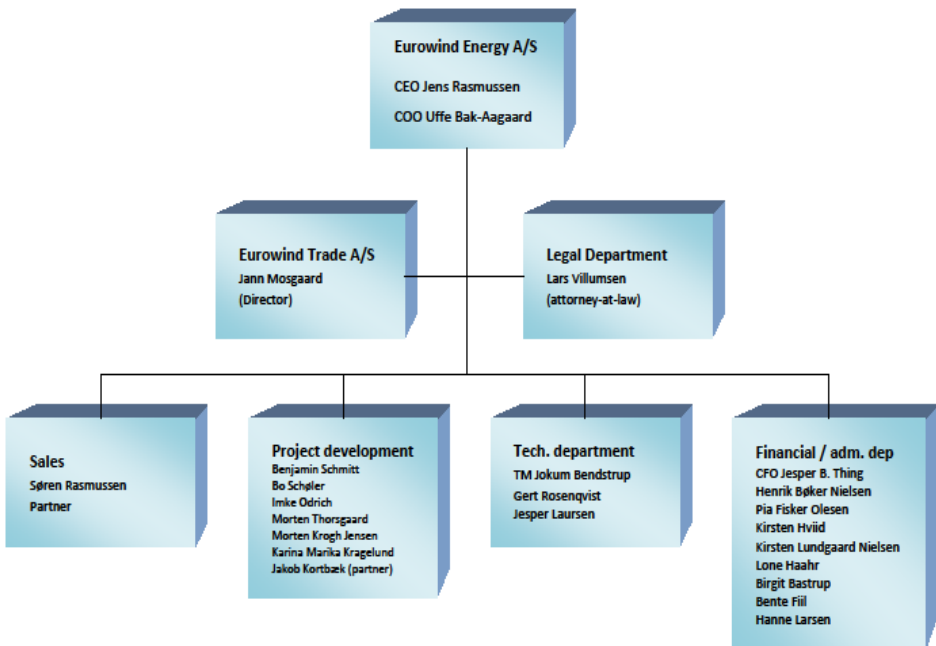 Eurowind Energy A/S
CEO Jens Rasmussen
COO Uffe Bak-Aagaard
Eurowind Trade A/S
Jann Mosgaard
(Director)
Legal Department
Lars Villumsen
(attorney-at-law)
Sales
Søren Rasmussen
Partner
Project development
Benjamin Schmitt
Bo Schøler
Imke Odrich
Morten Thorsgaard
Morten Krogh Jensen
Karina Marika Kragelund
Jakob Kortbæk (partner)
Tech. department
TM Jokum Bendstrup
Gert Rosenqvist
Jesper Laursen
Financial / adm. dep
CFO Jesper B. Thing
Henrik Bøker Nielsen
Pia Fisker Olesen
Kirsten Hviid
Kirsten Lundgaard Nielsen
Lone Haahr
Birgit Bastrup
Bente Fiil
Hanne Larsen